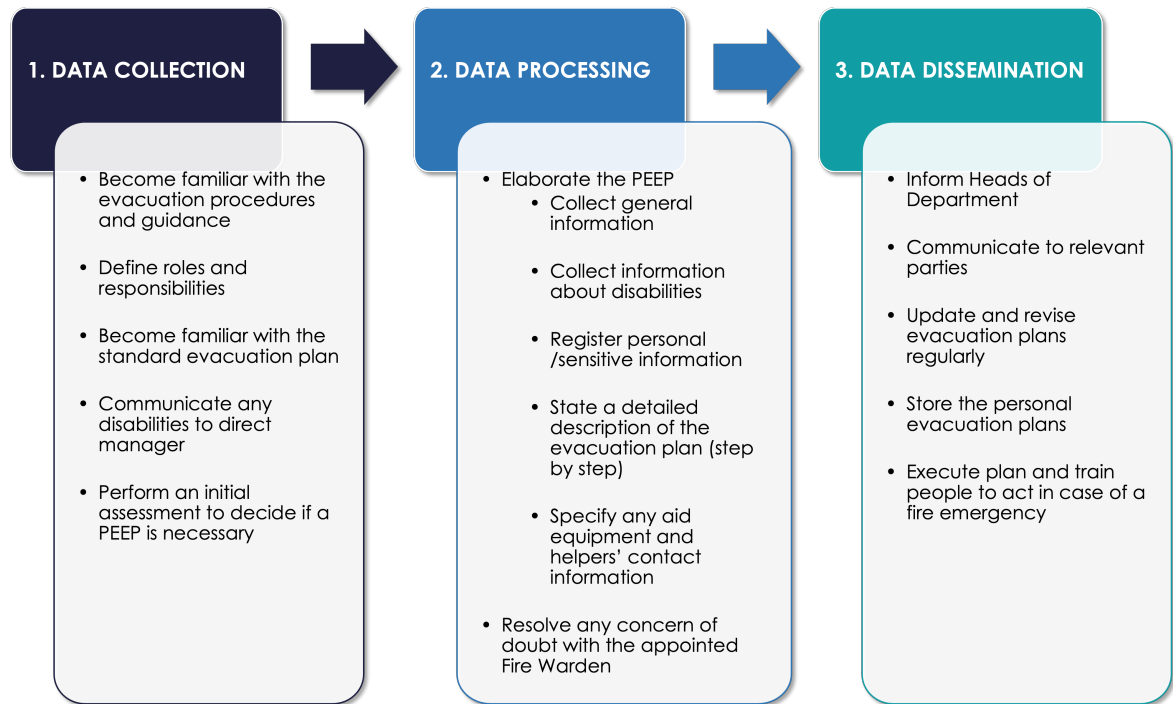 1. DATA COLLECTION
• Become familiar with the
evacuation procedures
and guidance
• Define roles and
responsibilities
• Become familiar with the
standard evacuation plan
• Communicate any
disabilities to direct
manager
• Perform an initial
assessment to decide if a
PEEP is necessary
2. DATA PROCESSING
• Elaborate the PEEP
• Collect general
information
• Collect information
about disabilities
• Register personal
/sensitive information
• State a detailed
description of the
evacuation plan (step
by step)
• Specify any aid
equipment and
helpers’ contact
information
• Resolve any concern of
doubt with the appointed
Fire Warden
3. DATA DISSEMINATION
• Inform Heads of
Department
• Communicate to relevant
parties
• Update and revise
evacuation plans
regularly
• Store the personal
evacuation plans
• Execute plan and train
people to act in case of a
fire emergency